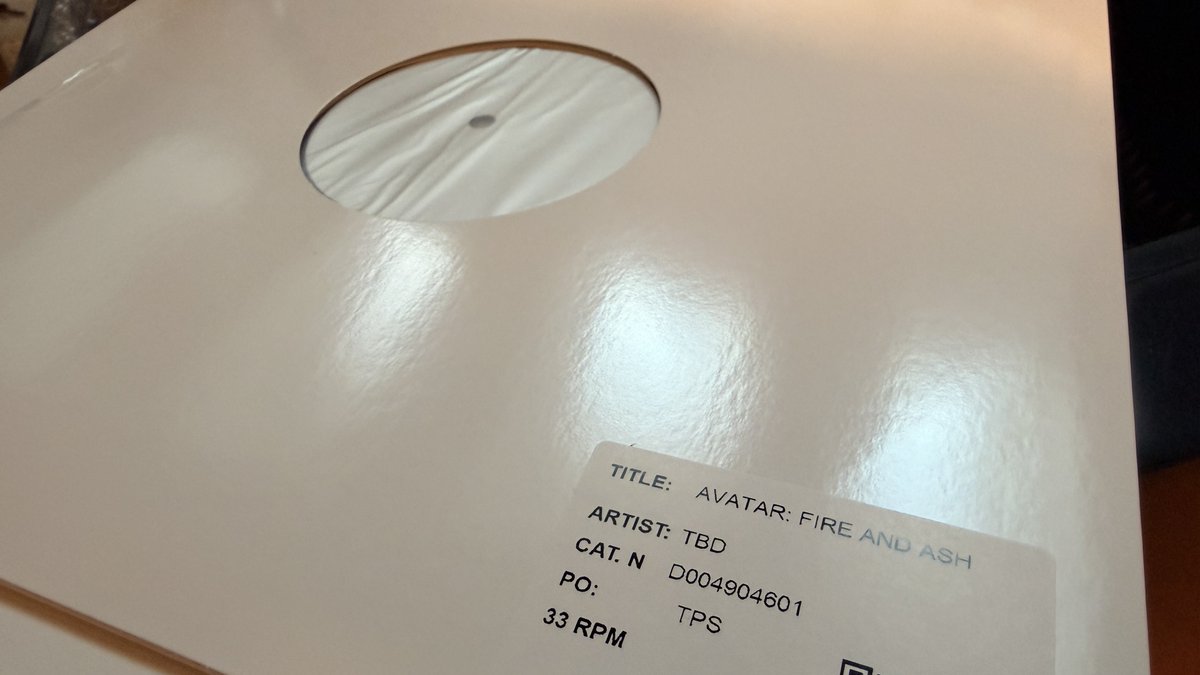 TITLE: AVATAR: FIRE AND ASH
ARTIST: TBD
CAT. N D004904601
PO: TPS
33 RPM